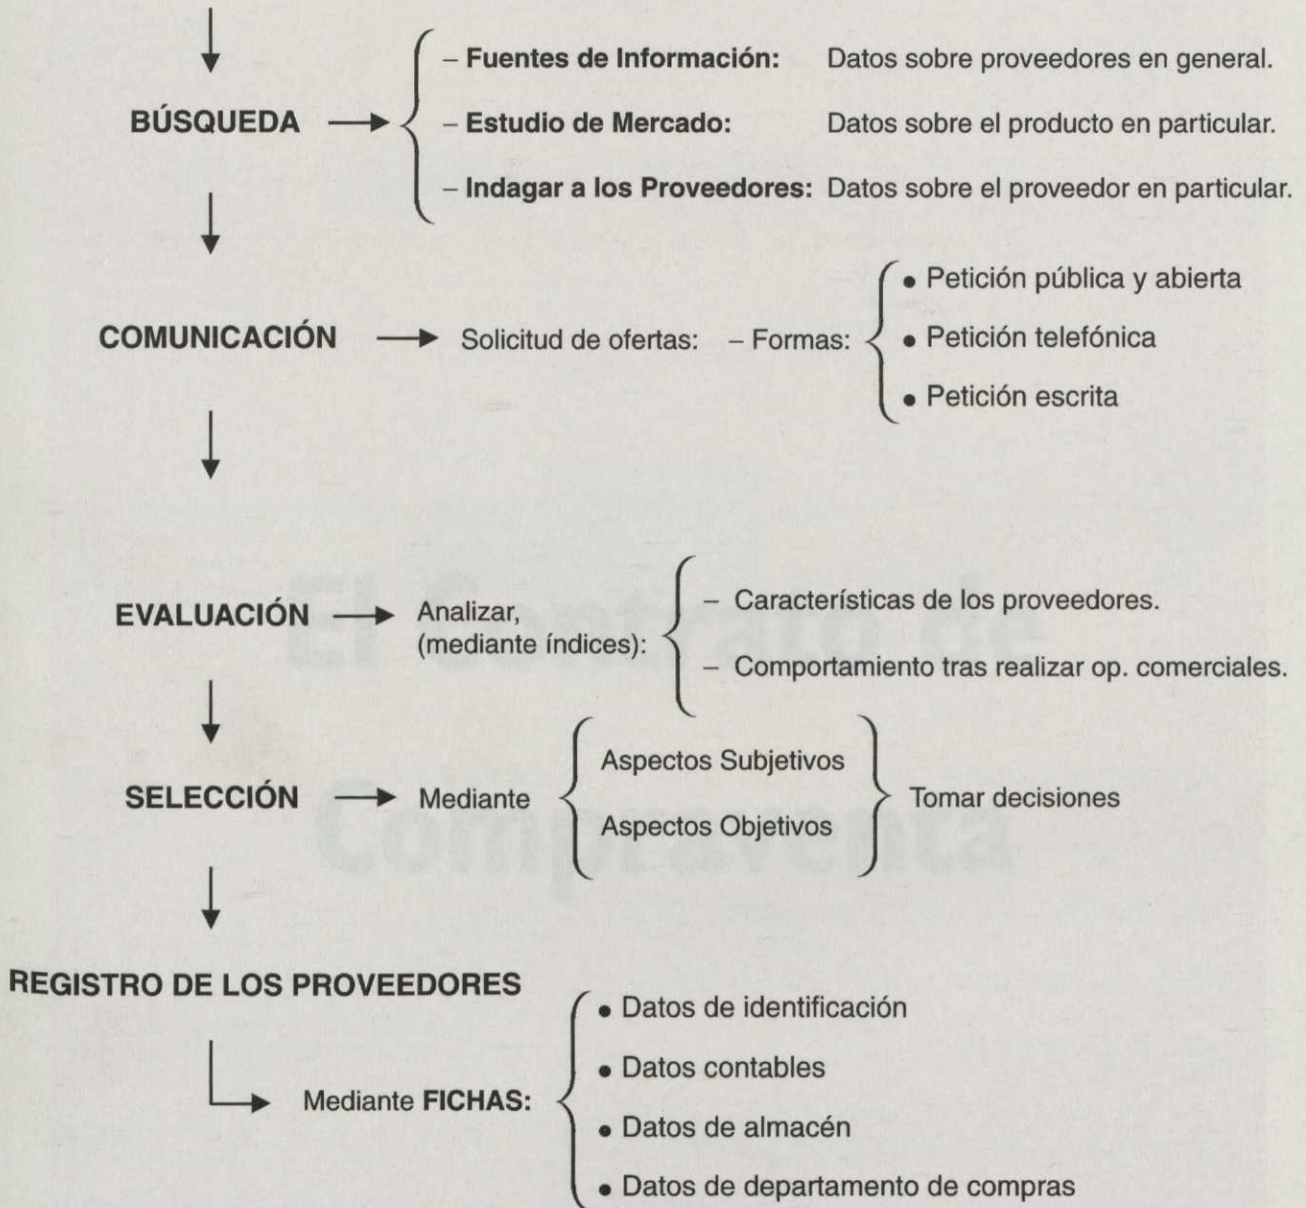 – Fuentes de Información: Datos sobre proveedores en general.
BÚSQUEDA
– Estudio de Mercado: Datos sobre el producto en particular.
– Indagar a los Proveedores: Datos sobre el proveedor en particular.
COMUNICACIÓN
Solicitud de ofertas: – Formas:
• Petición pública y abierta
• Petición telefónica
• Petición escrita
EVALUACIÓN
Analizar,
(mediante índices):
– Características de los proveedores.
– Comportamiento tras realizar op. comerciales.
SELECCIÓN
Mediante
Aspectos Subjetivos
Aspectos Objetivos
Tomar decisiones
REGISTRO DE LOS PROVEEDORES
Mediante FICHAS:
• Datos de identificación
• Datos contables
• Datos de almacén
• Datos de departamento de compras
El Contrato de
Compraventa